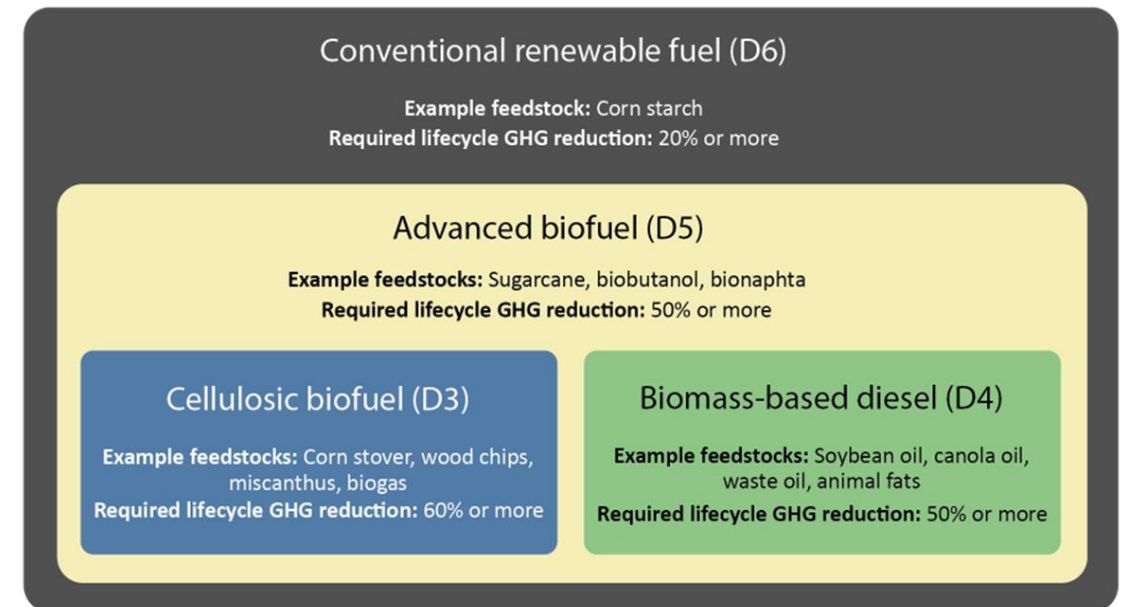 Conventional renewable fuel (D6)
Example feedstock: Corn starch
Required lifecycle GHG reduction: 20% or more
Advanced biofuel (D5)
Example feedstocks: Sugarcane, biobutanol, bionaphta
Required lifecycle GHG reduction: 50% or more
Cellulosic biofuel (D3)
Example feedstocks: Corn stover, wood chips,
miscanthus, biogas
Required lifecycle GHG reduction: 60% or more
Biomass-based diesel (D4)
Example feedstocks: Soybean oil, canola oil,
waste oil, animal fats
Required lifecycle GHG reduction: 50% or more